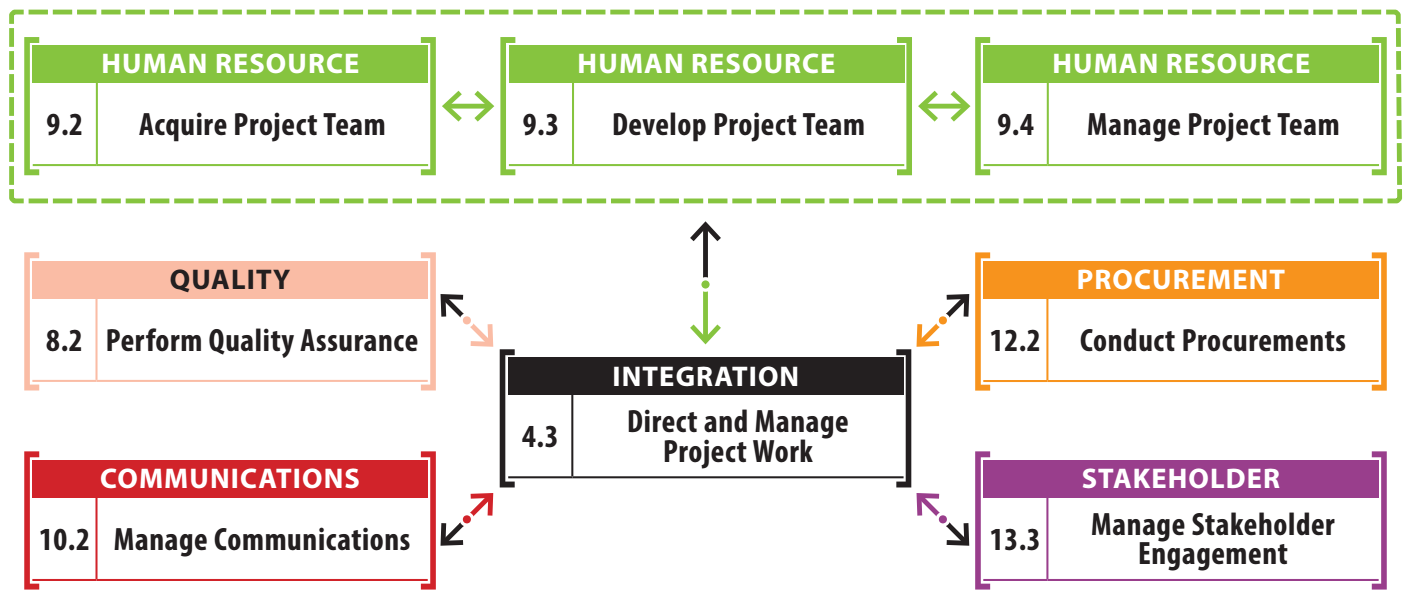 HUMAN RESOURCE
9.2 Acquire Project Team
HUMAN RESOURCE
9.3 Develop Project Team
HUMAN RESOURCE
9.4 Manage Project Team
QUALITY
8.2 Perform Quality Assurance
PROCUREMENT
12.2 Conduct Procurements
INTEGRATION
4.3 Direct and Manage
Project Work
COMMUNICATIONS
10.2 Manage Communications
STAKEHOLDER
13.3 Manage Stakeholder
Engagement